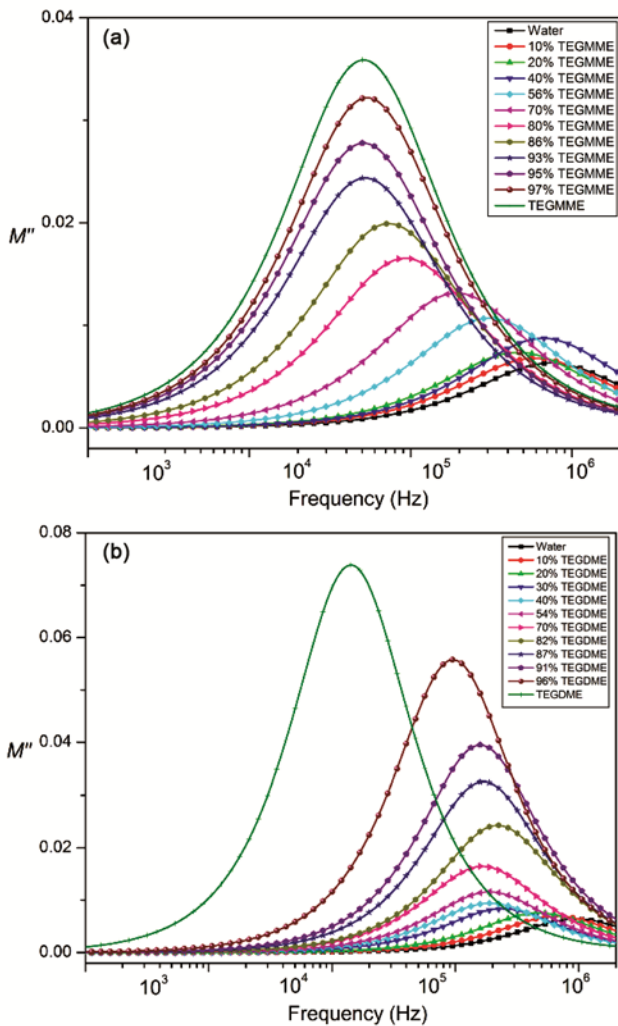 (a)
0.04
0.02
0.00
M"
Water
10% TEGMME
20% TEGMME
40% TEGMME
56% TEGMME
70% TEGMME
80% TEGMME
86% TEGMME
93% TEGMME
95% TEGMME
97% TEGMME
TEGMME
10³ 10⁴ 10⁵ 10⁶
Frequency (Hz)
(b)
0.08
0.06
0.04
0.02
0.00
M"
Water
10% TEGDME
20% TEGDME
30% TEGDME
40% TEGDME
54% TEGDME
70% TEGDME
82% TEGDME
87% TEGDME
91% TEGDME
96% TEGDME
TEGDME
10³ 10⁴ 10⁵ 10⁶
Frequency (Hz)